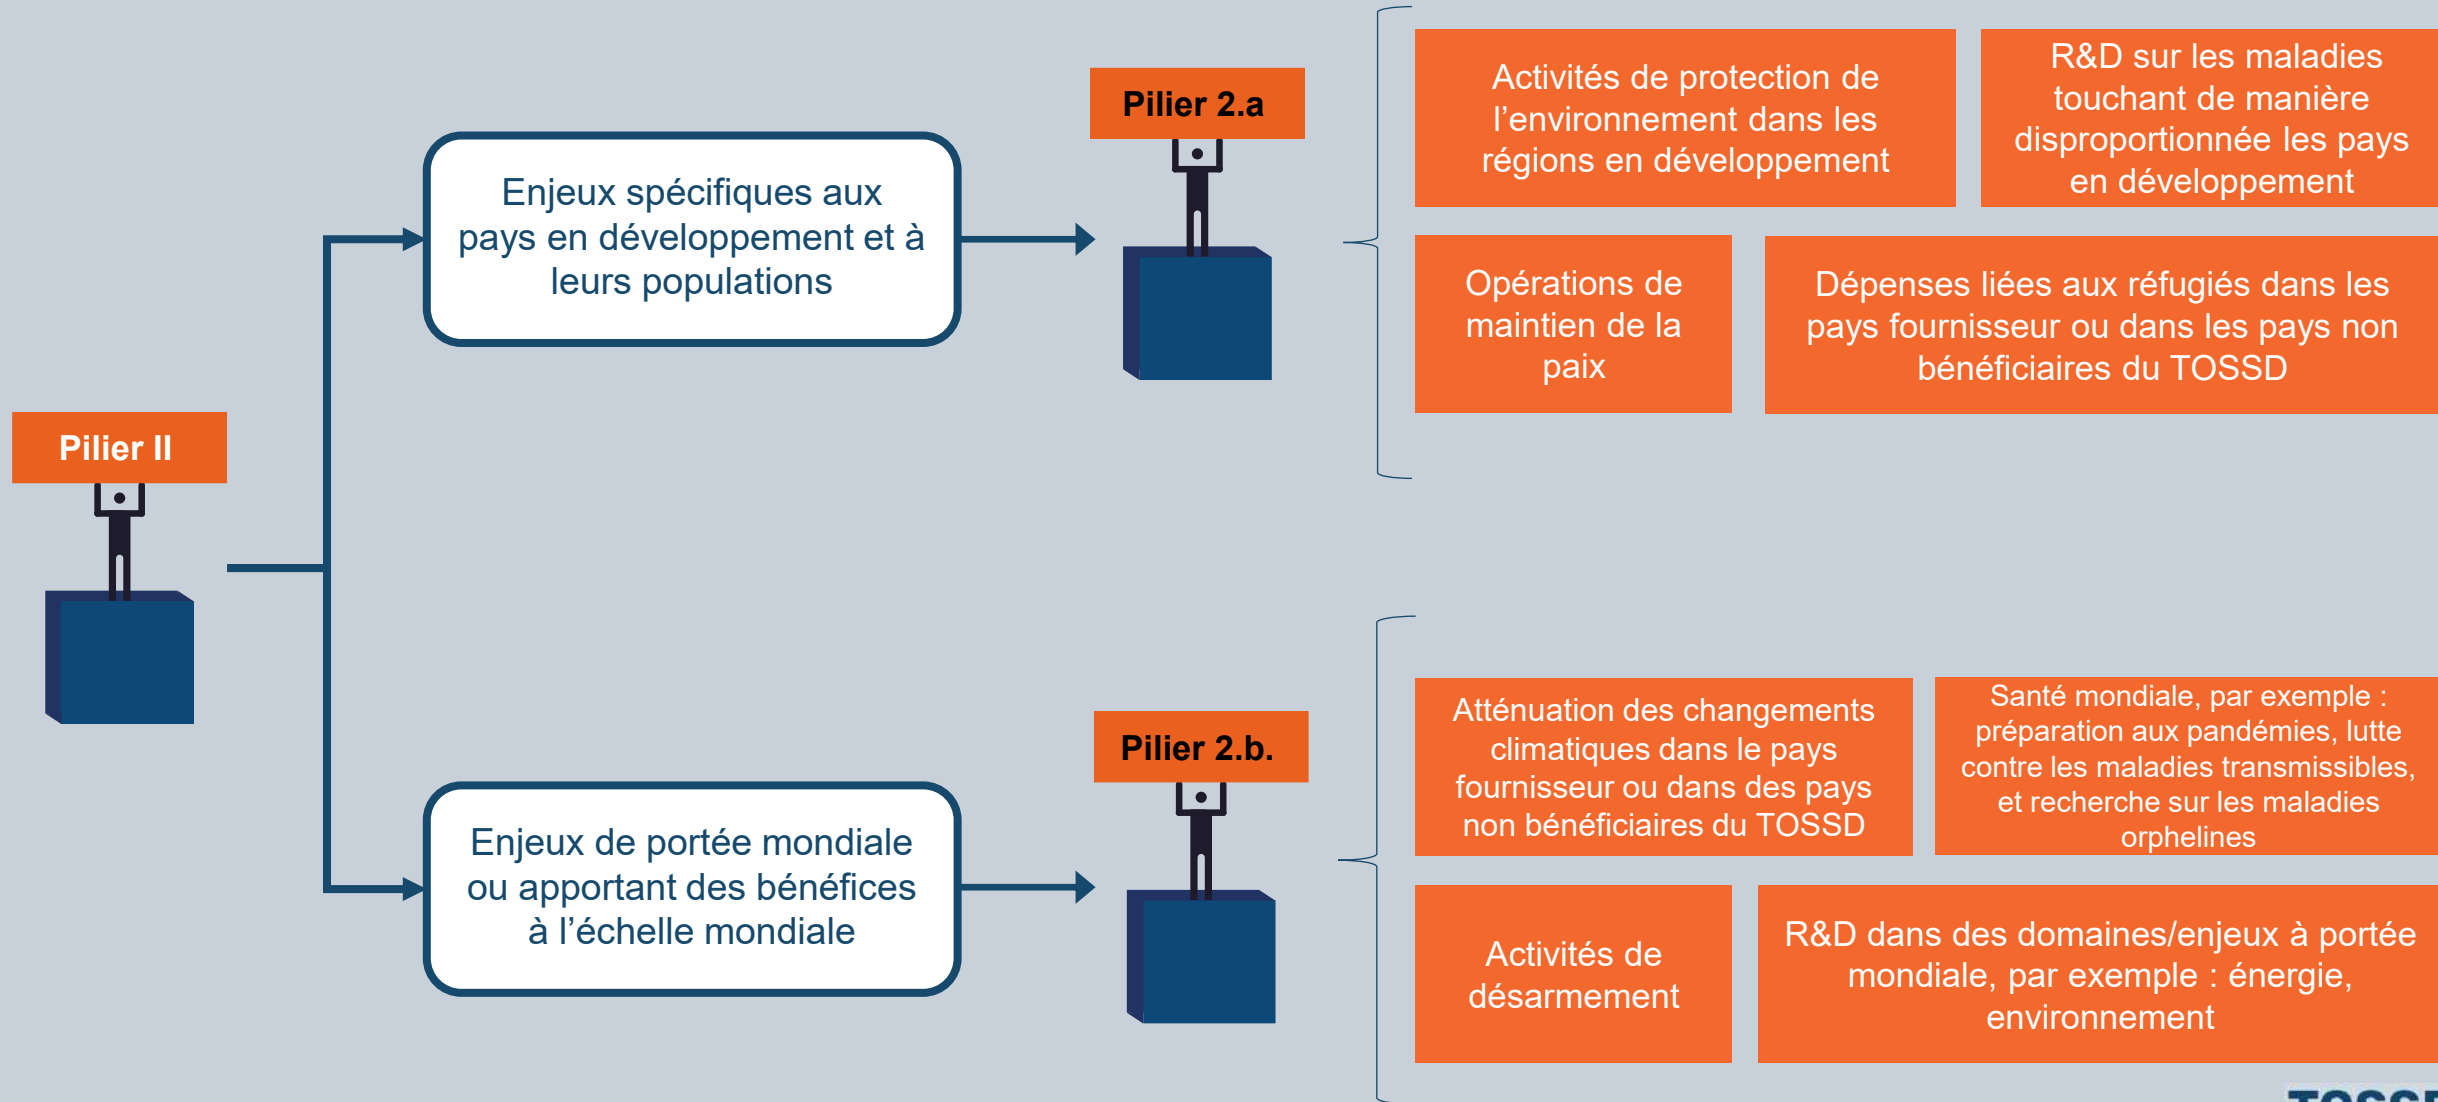 Pilier II
Enjeux spécifiques aux
pays en développement et à
leurs populations
Pilier 2.a
Activités de protection de
l’environnement dans les
régions en développement
R&D sur les maladies
touchant de manière
disproportionnée les pays
en développement
Opérations de
maintien de la
paix
Dépenses liées aux réfugiés dans les
pays fournisseur ou dans les pays non
bénéficiaires du TOSSD
Enjeux de portée mondiale
ou apportant des bénéfices
à l’échelle mondiale
Pilier 2.b.
Atténuation des changements
climatiques dans le pays
fournisseur ou dans des pays
non bénéficiaires du TOSSD
Santé mondiale, par exemple :
préparation aux pandémies, lutte
contre les maladies transmissibles,
et recherche sur les maladies
orphelines
Activités de
désarmement
R&D dans des domaines/enjeux à portée
mondiale, par exemple : énergie,
environnement